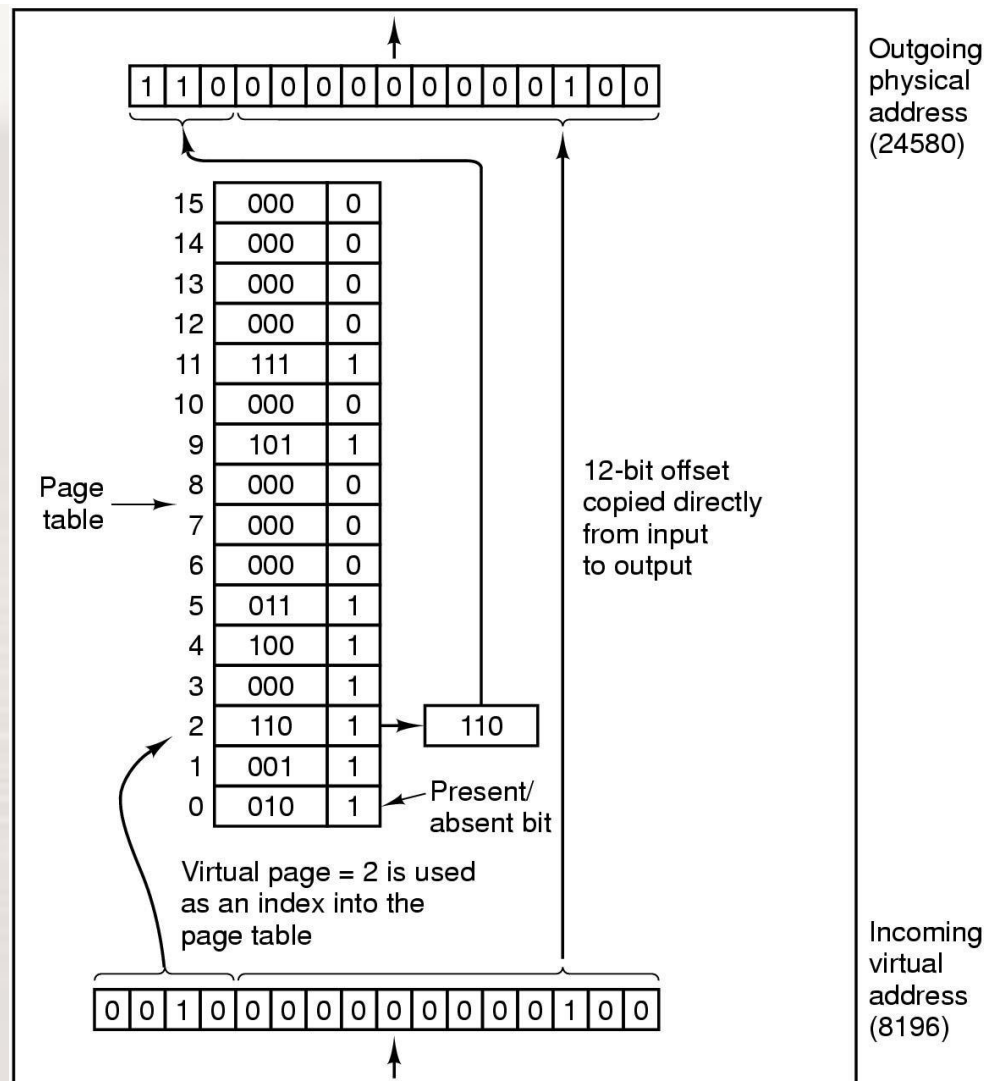 1 1 0 0 0 0 0 0 0 0 0 0 1 0 0
Outgoing
physical
address
(24580)
15 000 0
14 000 0
13 000 0
12 000 0
11 111 1
10 000 0
9 101 1
8 000 0
7 000 0
6 000 0
5 011 1
4 100 1
3 000 1
2 110 1
1 001 1
0 010 1
Page
table
110
12-bit offset
copied directly
from input
to output
Present/
absent bit
Virtual page = 2 is used
as an index into the
page table
0 0 1 0 0 0 0 0 0 0 0 0 0 1 0 0
Incoming
virtual
address
(8196)